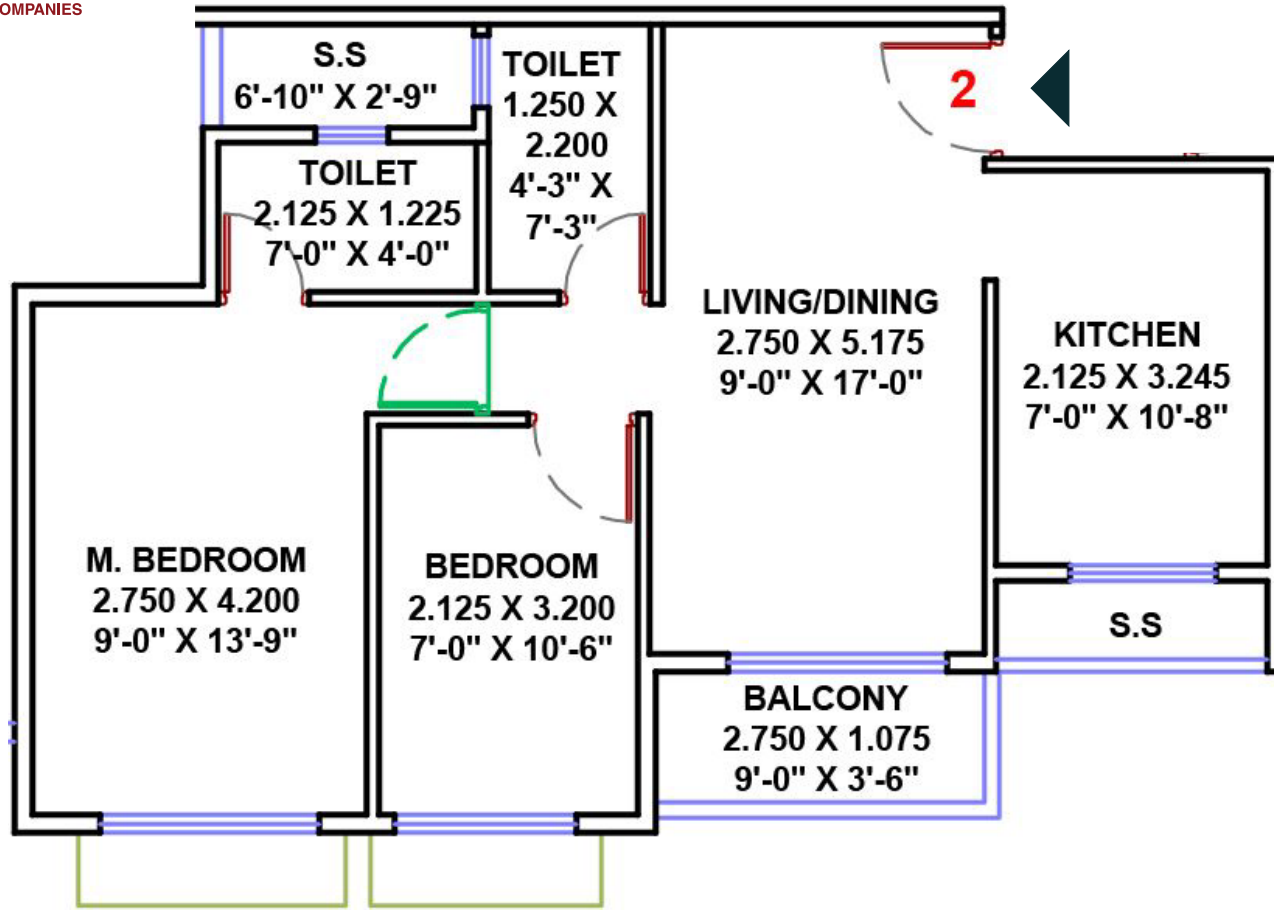 OMPANIES
S.S
6'-10" X 2'-9"
TOILET
1.250 X
2.200
4'-3" X
7'-3"
2
TOILET
2.125 X 1.225
7'-0" X 4'-0"
LIVING/DINING
2.750 X 5.175
9'-0" X 17'-0"
KITCHEN
2.125 X 3.245
7'-0" X 10'-8"
M. BEDROOM
2.750 X 4.200
9'-0" X 13'-9"
BEDROOM
2.125 X 3.200
7'-0" X 10'-6"
S.S
BALCONY
2.750 X 1.075
9'-0" X 3'-6"